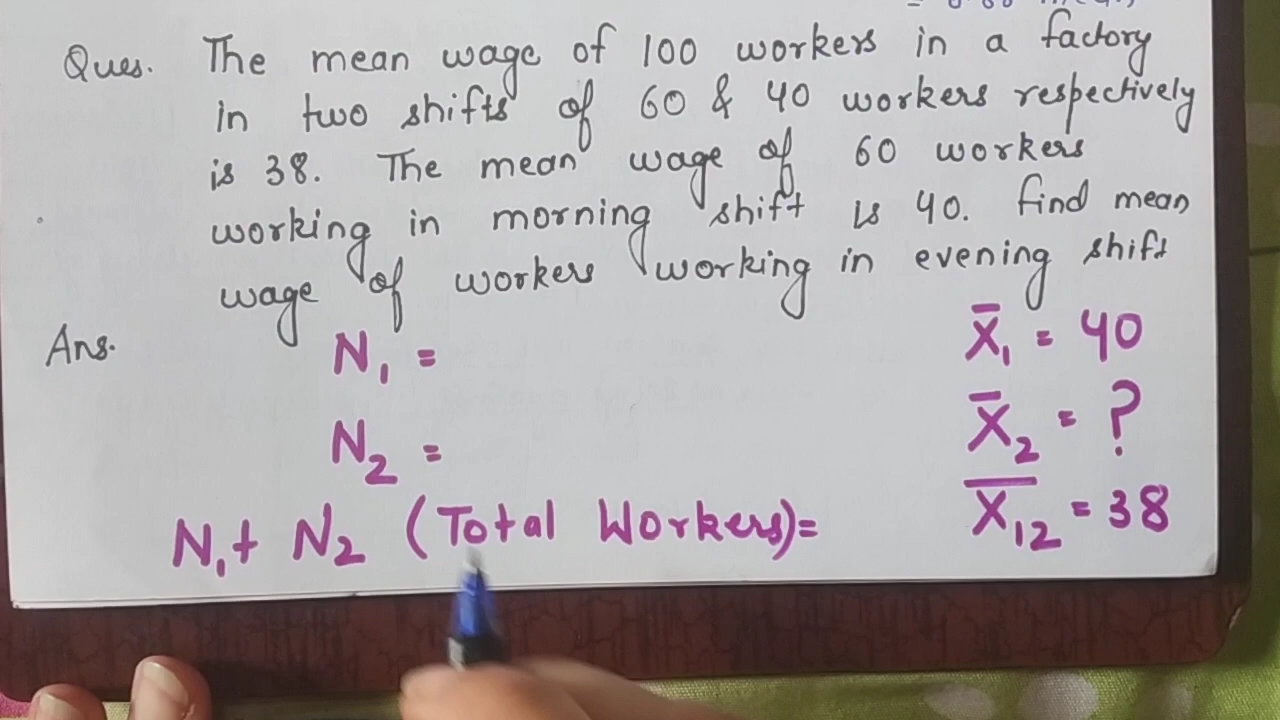 Ques. The mean wage of 100 workers in a factory
in two shifts of 60 & 40 workers respectively
is 38. The mean wage of 60 workers
working in morning shift is 40. find mean
wage of workers working in evening shift
Ans. N₁ = X̄₁ = 40
N₂ = X̄₂ = ?
N₁ + N₂ (Total Workers) = X̄₁₂ = 38